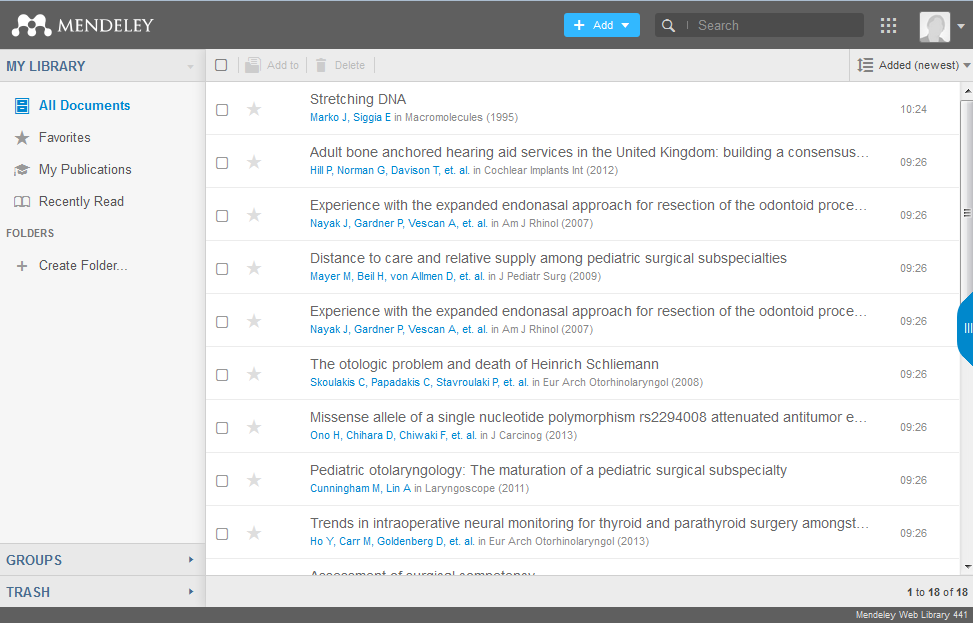 MENDELEY
+ Add
Search
MY LIBRARY
Add to
Delete
Added (newest)
All Documents
Favorites
My Publications
Recently Read
FOLDERS
+ Create Folder...
Stretching DNA
10:24
Marko J, Siggia E in Macromolecules (1995)
Adult bone anchored hearing aid services in the United Kingdom: building a consensus…
09:26
Hill P, Norman G, Davison T, et. al. in Cochlear Implants Int (2012)
Experience with the expanded endonasal approach for resection of the odontoid proce…
09:26
Nayak J, Gardner P, Vescan A, et. al. in Am J Rhinol (2007)
Distance to care and relative supply among pediatric surgical subspecialties
09:26
Mayer M, Beil H, von Allmen D, et. al. in J Pediatr Surg (2009)
Experience with the expanded endonasal approach for resection of the odontoid proce…
09:26
Nayak J, Gardner P, Vescan A, et. al. in Am J Rhinol (2007)
The otologic problem and death of Heinrich Schliemann
09:26
Skoulakis C, Papadakis C, Stavroulaki P, et. al. in Eur Arch Otorhinolaryngol (2008)
Missense allele of a single nucleotide polymorphism rs2294008 attenuated antitumor e…
09:26
Ono H, Chihara D, Chiwaki F, et. al. in J Carcinog (2013)
Pediatric otolaryngology: The maturation of a pediatric surgical subspecialty
09:26
Cunningham M, Lin A in Laryngoscope (2011)
Trends in intraoperative neural monitoring for thyroid and parathyroid surgery amongst…
09:26
Ho Y, Carr M, Goldenberg D, et. al. in Eur Arch Otorhinolaryngol (2013)
Assessment of surgical competency
GROUPS
TRASH
1 to 18 of 18
Mendeley Web Library 441